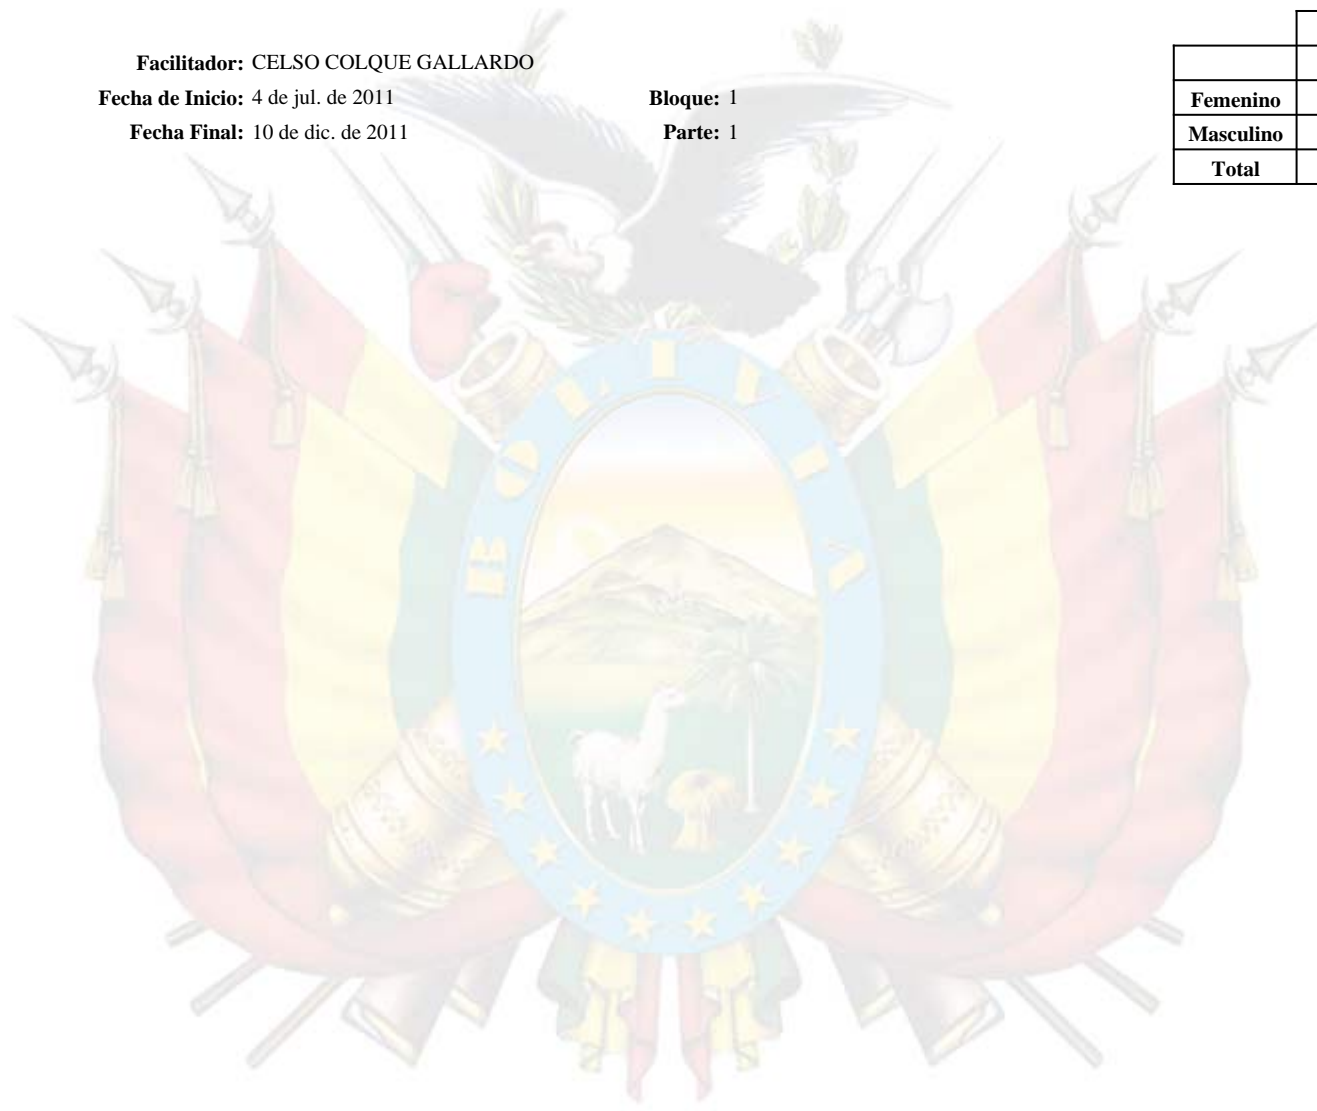 Facilitador: CELSO COLQUE GALLARDO
Fecha de Inicio: 4 de jul. de 2011 Bloque: 1
Fecha Final: 10 de dic. de 2011 Parte: 1
Femenino
Masculino
Total
BOLIVIA